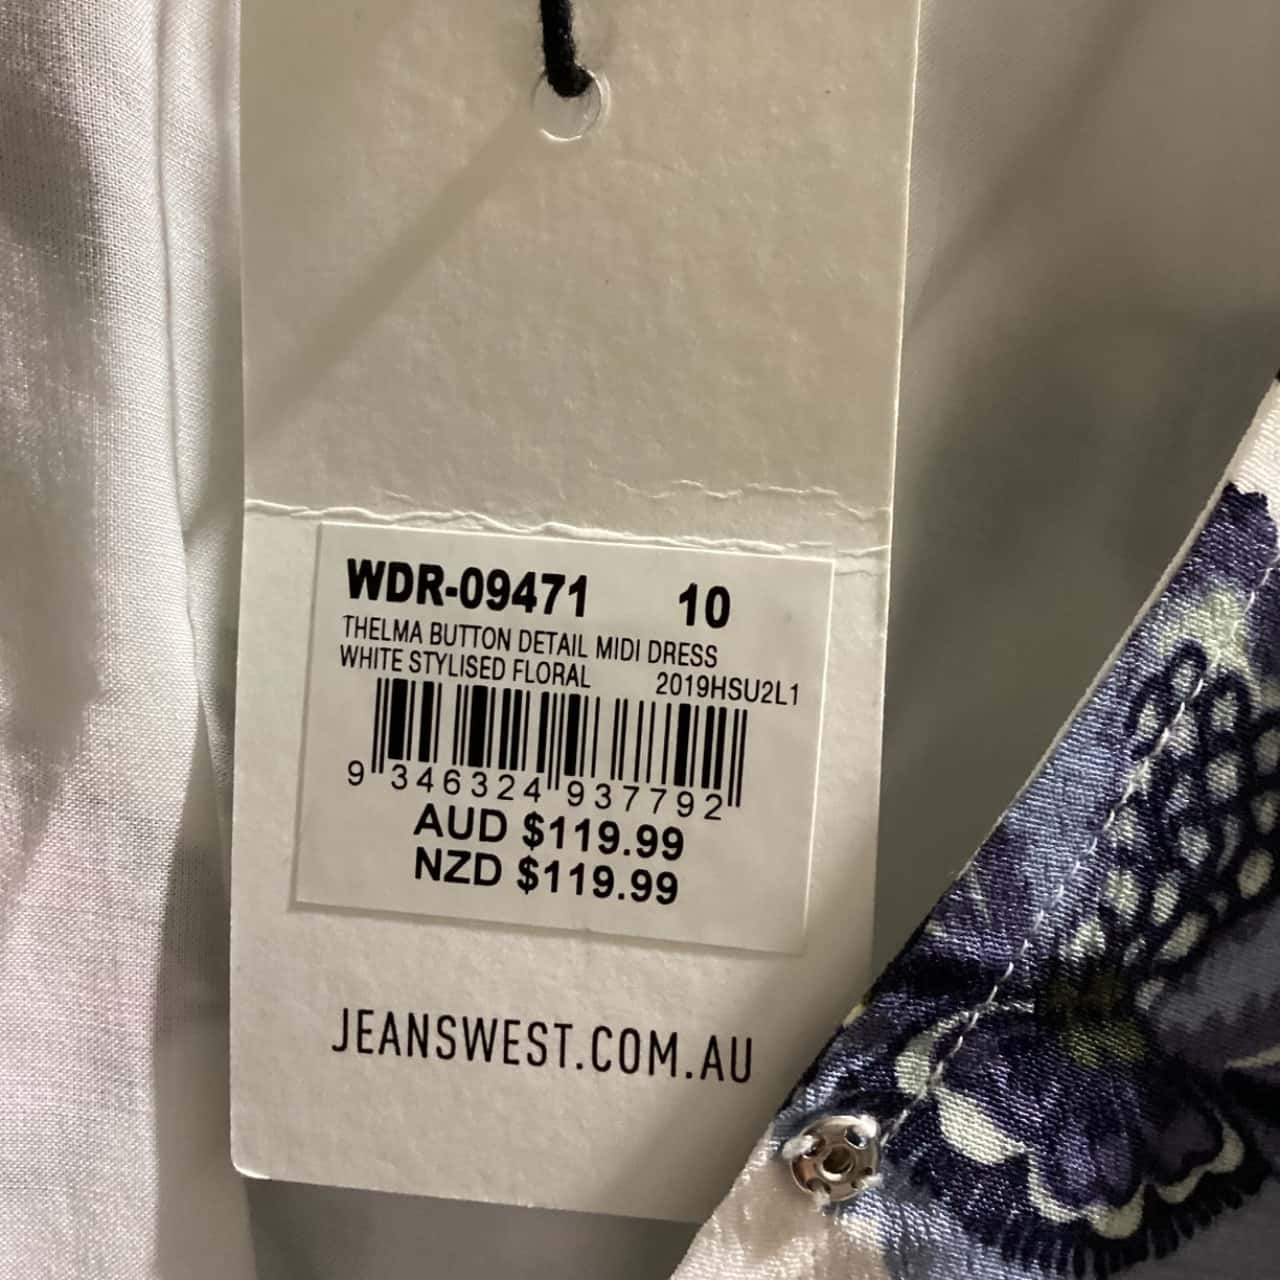 WDR-09471 10
THELMA BUTTON DETAIL MIDI DRESS
WHITE STYLISED FLORAL 2019HSU2L1
9 346324 937792
AUD $119.99
NZD $119.99
JEANSWEST.COM.AU